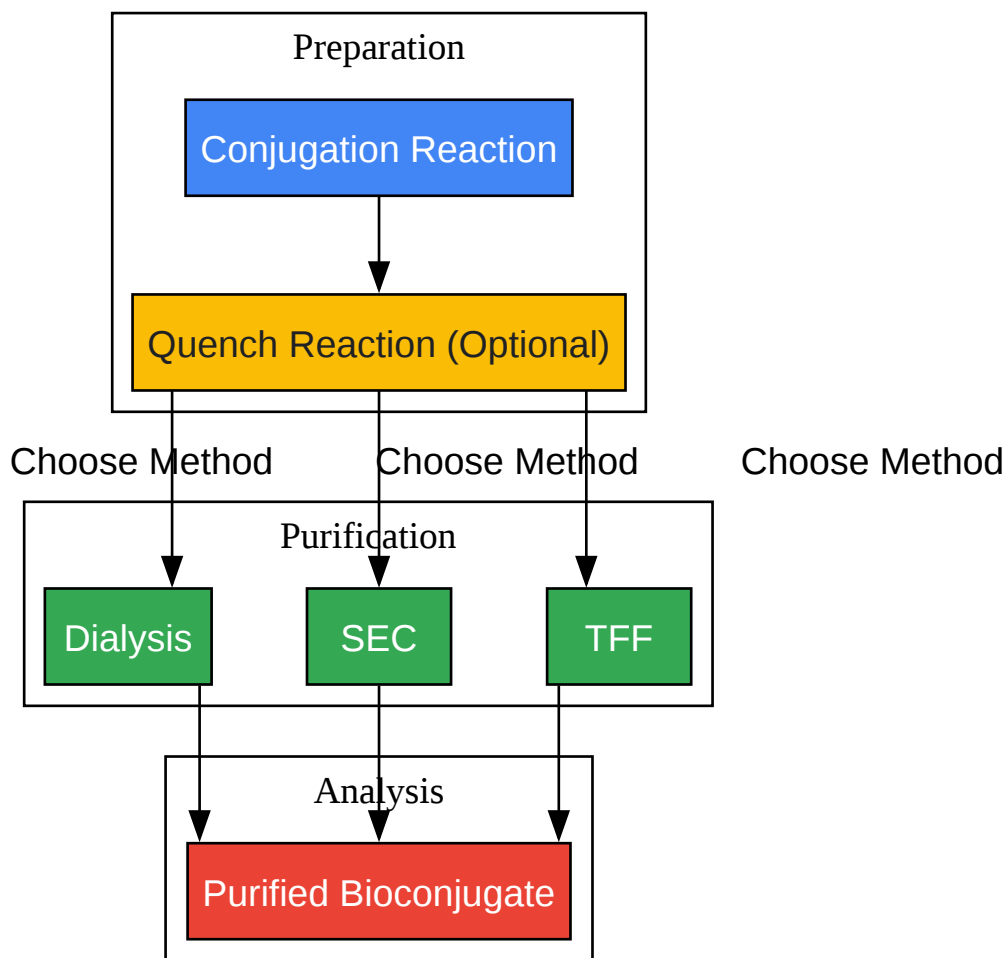 Preparation
Conjugation Reaction
Quench Reaction (Optional)
Choose Method Choose Method Choose Method
Purification
Dialysis SEC TFF
Analysis
Purified Bioconjugate